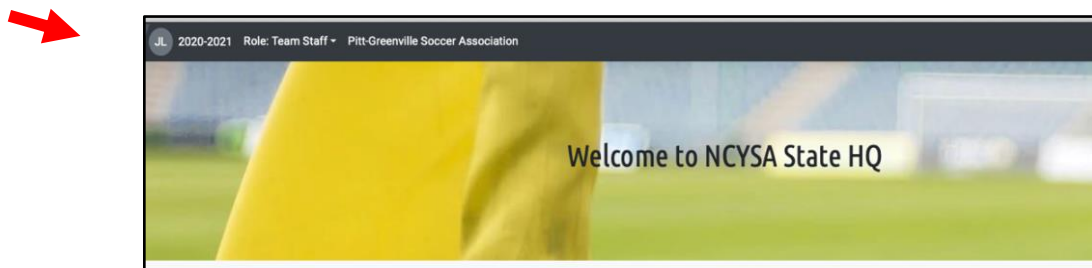 JL 2020-2021 Role: Team Staff Pitt-Greenville Soccer Association
Welcome to NCYSA State HQ